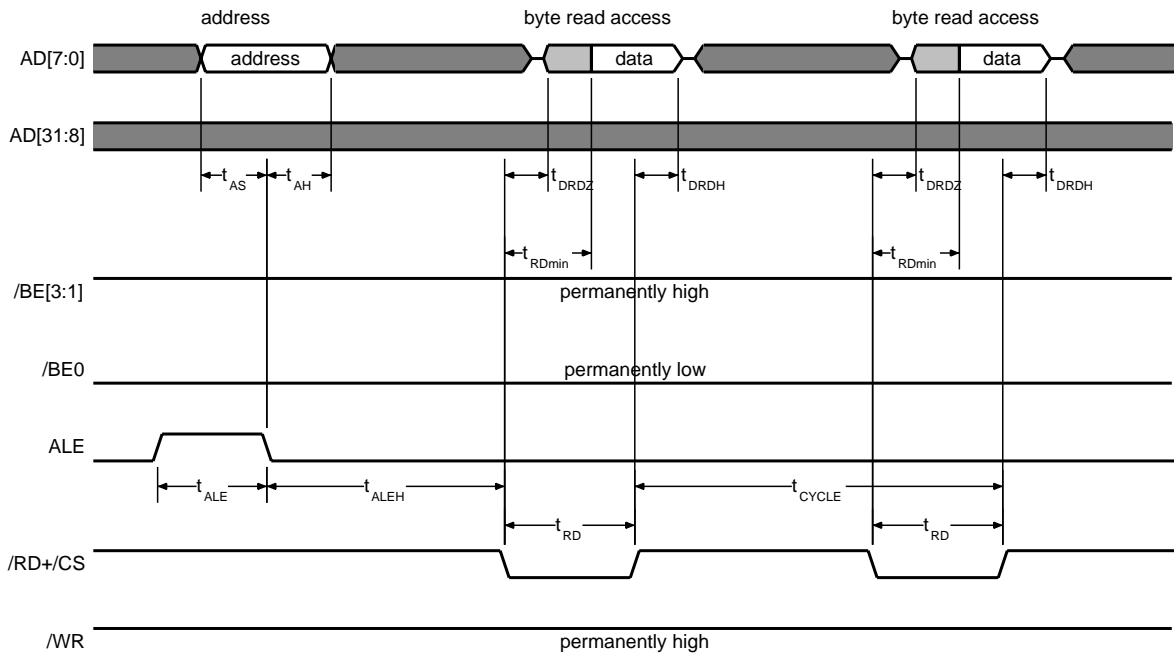 address byte read access byte read access
AD[7:0] address data data
AD[31:8]
tAS tAH tDRDZ tDRDH tDRDZ tDRDH
tRDmin tRDmin
/BE[3:1] permanently high
/BE0 permanently low
ALE
tALE tALEH tCYCLE
tRD tRD
/RD+/CS
/WR permanently high